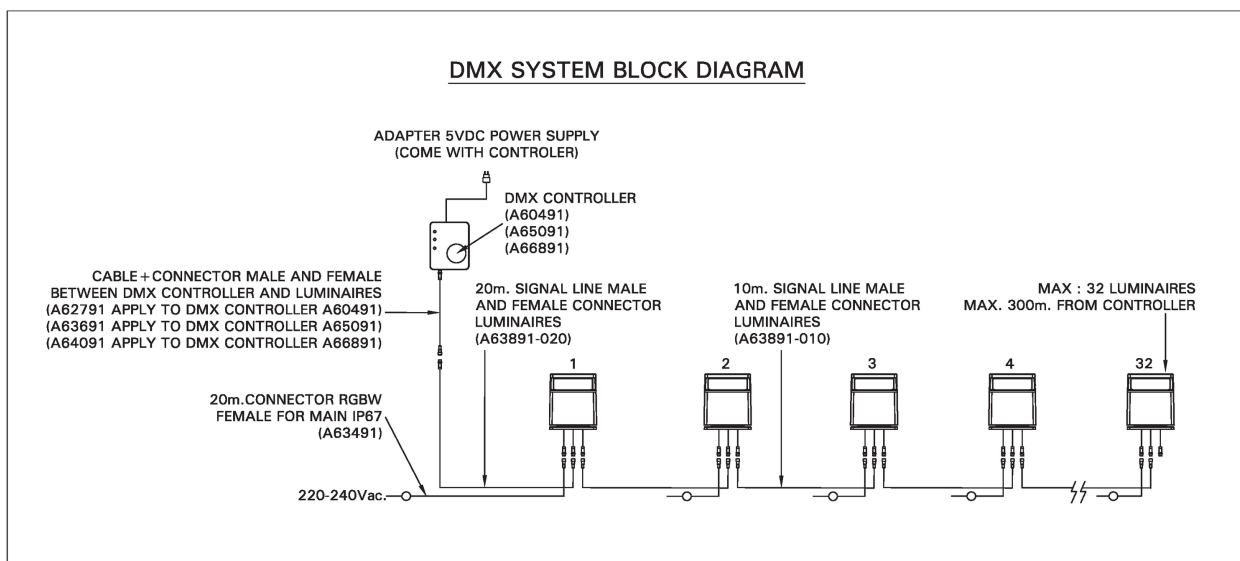 DMX SYSTEM BLOCK DIAGRAM
ADAPTER 5VDC POWER SUPPLY
(COME WITH CONTROLER)
DMX CONTROLLER
(A60491)
(A65091)
(A66891)
CABLE+CONNECTOR MALE AND FEMALE
BETWEEN DMX CONTROLLER AND LUMINAIRES
(A62791 APPLY TO DMX CONTROLLER A60491)
(A63691 APPLY TO DMX CONTROLLER A65091)
(A64091 APPLY TO DMX CONTROLLER A66891)
20m. SIGNAL LINE MALE
AND FEMALE CONNECTOR
LUMINAIRES
(A63891-020)
10m. SIGNAL LINE MALE
AND FEMALE CONNECTOR
LUMINAIRES
(A63891-010)
MAX : 32 LUMINAIRES
MAX. 300m. FROM CONTROLLER
1
2
3
4
32
20m.CONNECTOR RGBW
FEMALE FOR MAIN IP67
(A63491)
220-240Vac.